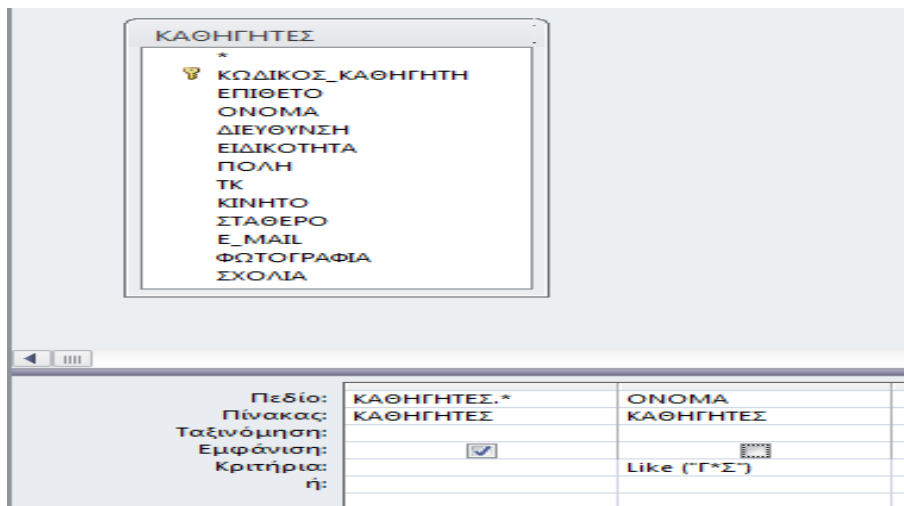 ΚΑΘΗΓΗΤΕΣ
*
ΚΩΔΙΚΟΣ_ΚΑΘΗΓΗΤΗ
ΕΠΙΘΕΤΟ
ΟΝΟΜΑ
ΔΙΕΥΘΥΝΣΗ
ΕΙΔΙΚΟΤΗΤΑ
ΠΟΛΗ
ΤΚ
ΚΙΝΗΤΟ
ΣΤΑΘΕΡΟ
E_MAIL
ΦΩΤΟΓΡΑΦΙΑ
ΣΧΟΛΙΑ
Πεδίο: ΚΑΘΗΓΗΤΕΣ.* ΟΝΟΜΑ
Πίνακας: ΚΑΘΗΓΗΤΕΣ ΚΑΘΗΓΗΤΕΣ
Ταξινόμηση:
Εμφάνιση:
Κριτήρια: Like ("Γ*Σ")
ή: